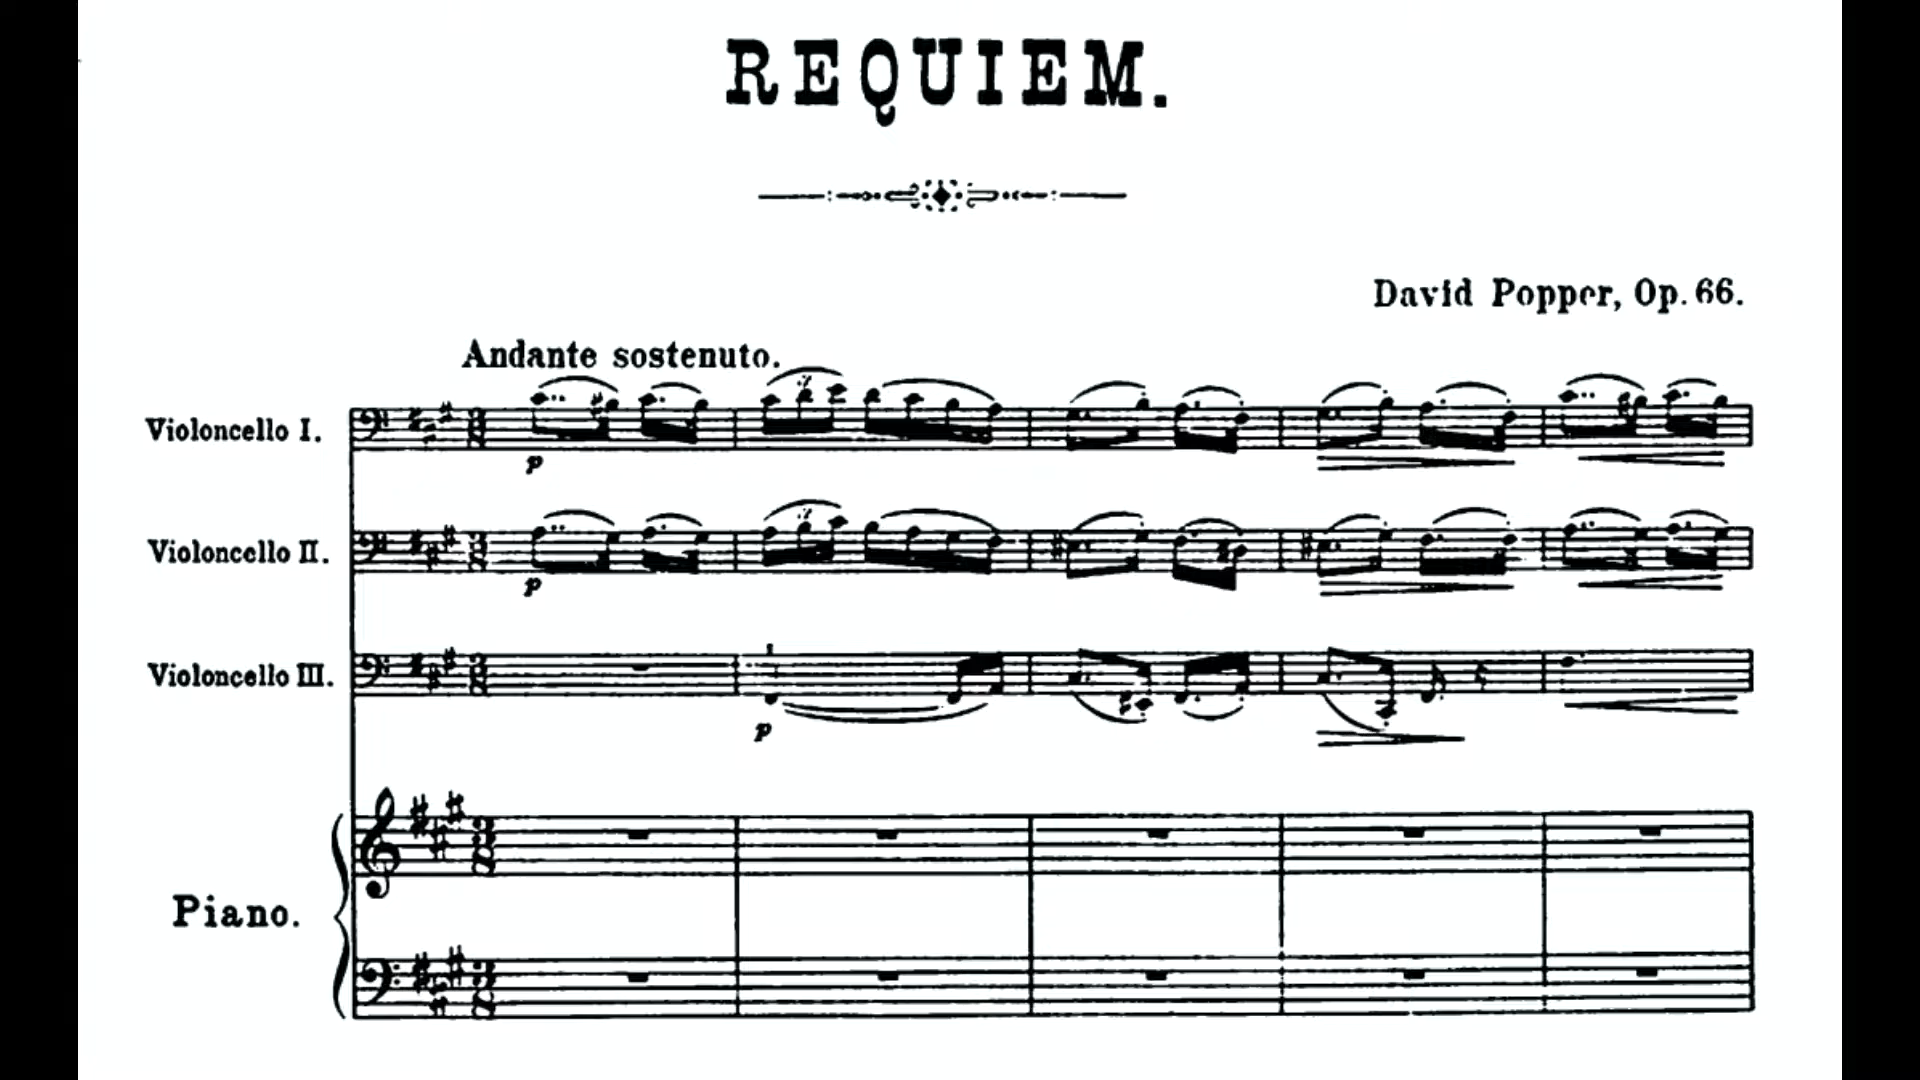 REQUIEM.
David Popper, Op. 66.
Andante sostenuto.
Violoncello I.
p
Violoncello II.
p
Violoncello III.
p
Piano.